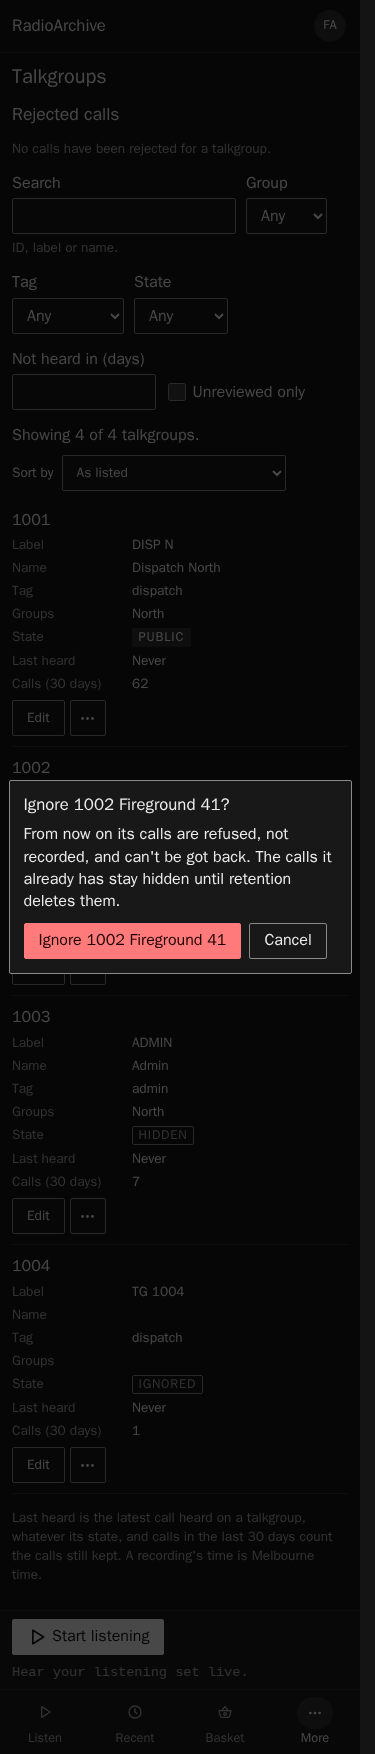 RadioArchive
FA
Talkgroups
Rejected calls
No calls have been rejected for a talkgroup.
Search
Group
Any
ID, label or name.
Tag
State
Any
Any
Not heard in (days)
Unreviewed only
Showing 4 of 4 talkgroups.
Sort by
As listed
1001
Label DISP N
Name Dispatch North
Tag dispatch
Groups North
State PUBLIC
Last heard Never
Calls (30 days) 62
Edit
1002
Ignore 1002 Fireground 41?
From now on its calls are refused, not
recorded, and can't be got back. The calls it
already has stay hidden until retention
deletes them.
Ignore 1002 Fireground 41
Cancel
1003
Label ADMIN
Name Admin
Tag admin
Groups North
State HIDDEN
Last heard Never
Calls (30 days) 7
Edit
1004
Label TG 1004
Name
Tag dispatch
Groups
State IGNORED
Last heard Never
Calls (30 days) 1
Edit
Last heard is the latest call heard on a talkgroup,
whatever its state, and calls in the last 30 days count
the calls still kept. A recording's time is Melbourne
time.
Start listening
Hear your listening set live.
Listen
Recent
Basket
More